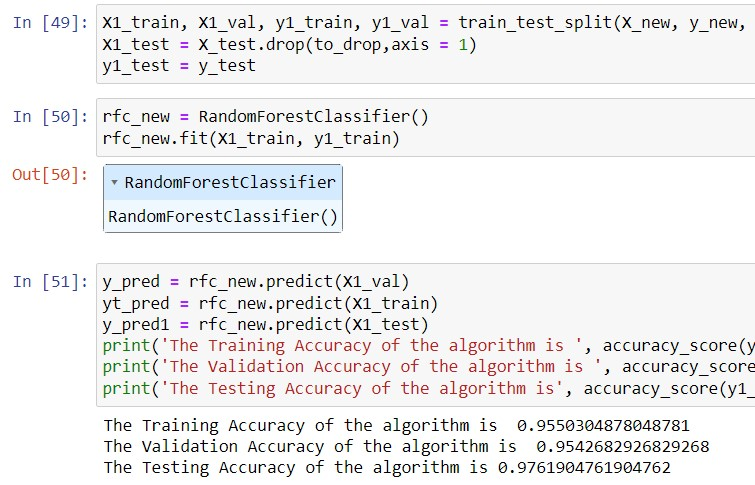 In [49]: X1_train, X1_val, y1_train, y1_val = train_test_split(X_new, y_new,
X1_test = X_test.drop(to_drop,axis = 1)
y1_test = y_test
In [50]: rfc_new = RandomForestClassifier()
rfc_new.fit(X1_train, y1_train)
Out[50]: ▾ RandomForestClassifier
RandomForestClassifier()
In [51]: y_pred = rfc_new.predict(X1_val)
yt_pred = rfc_new.predict(X1_train)
y_pred1 = rfc_new.predict(X1_test)
print('The Training Accuracy of the algorithm is ', accuracy_score(y
print('The Validation Accuracy of the algorithm is ', accuracy_score
print('The Testing Accuracy of the algorithm is', accuracy_score(y1_
The Training Accuracy of the algorithm is  0.9550304878048781
The Validation Accuracy of the algorithm is  0.9542682926829268
The Testing Accuracy of the algorithm is 0.9761904761904762